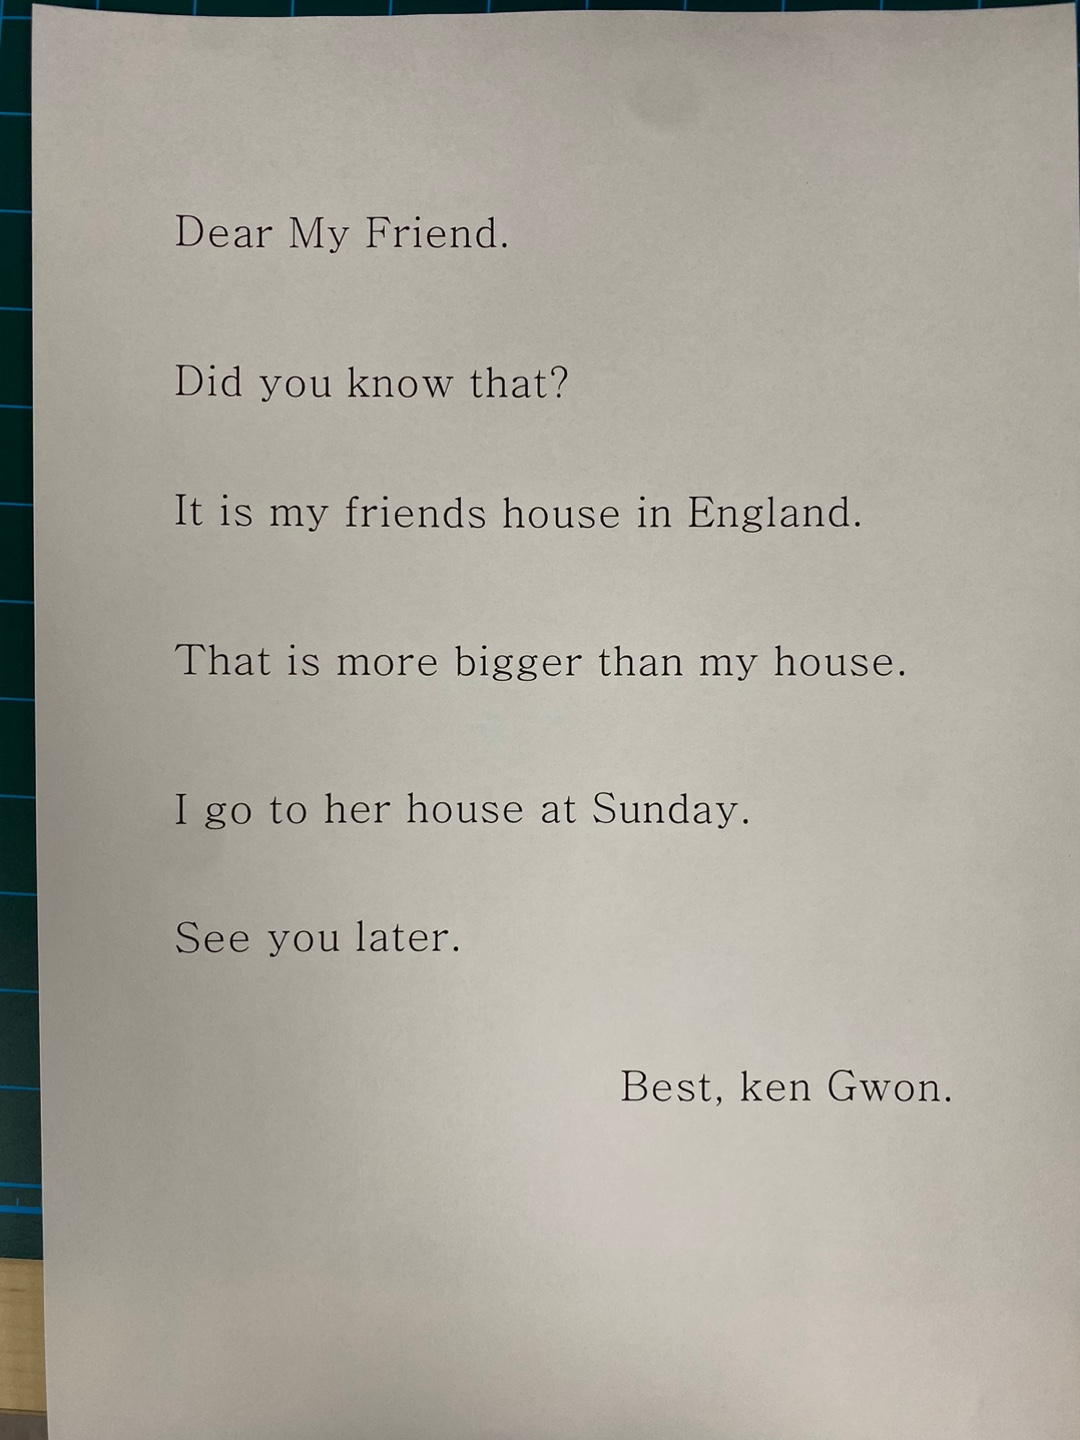 Dear My Friend.
Did you know that?
It is my friends house in England.
That is more bigger than my house.
I go to her house at Sunday.
See you later.
Best, ken Gwon.